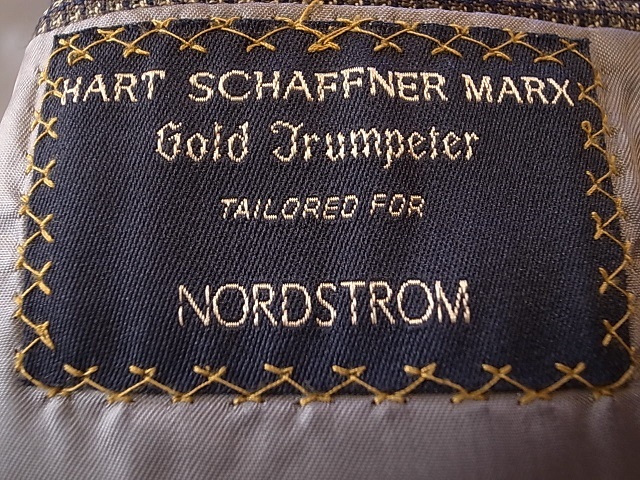 HART SCHAFFNER MARX
Gold Trumpeter
TAILORED FOR
NORDSTROM